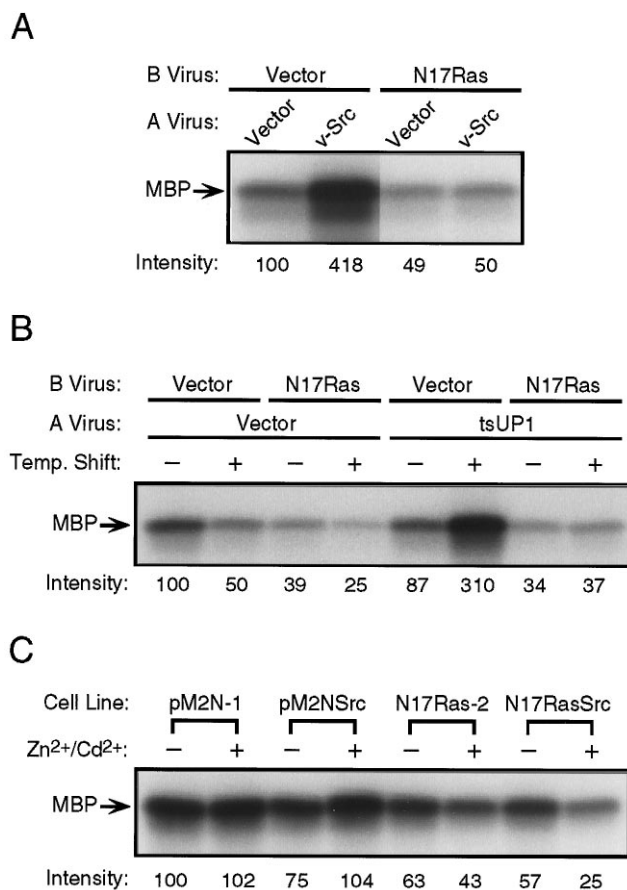 A
B Virus: Vector N17Ras
A Virus: Vector v-Src Vector v-Src
MBP
Intensity: 100 418 49 50
B
B Virus: Vector N17Ras Vector N17Ras
A Virus: Vector tsUP1
Temp. Shift: − + − + − + − +
MBP
Intensity: 100 50 39 25 87 310 34 37
C
Cell Line: pM2N-1 pM2NSrc N17Ras-2 N17RasSrc
Zn²⁺/Cd²⁺: − + − + − + − +
MBP
Intensity: 100 102 75 104 63 43 57 25